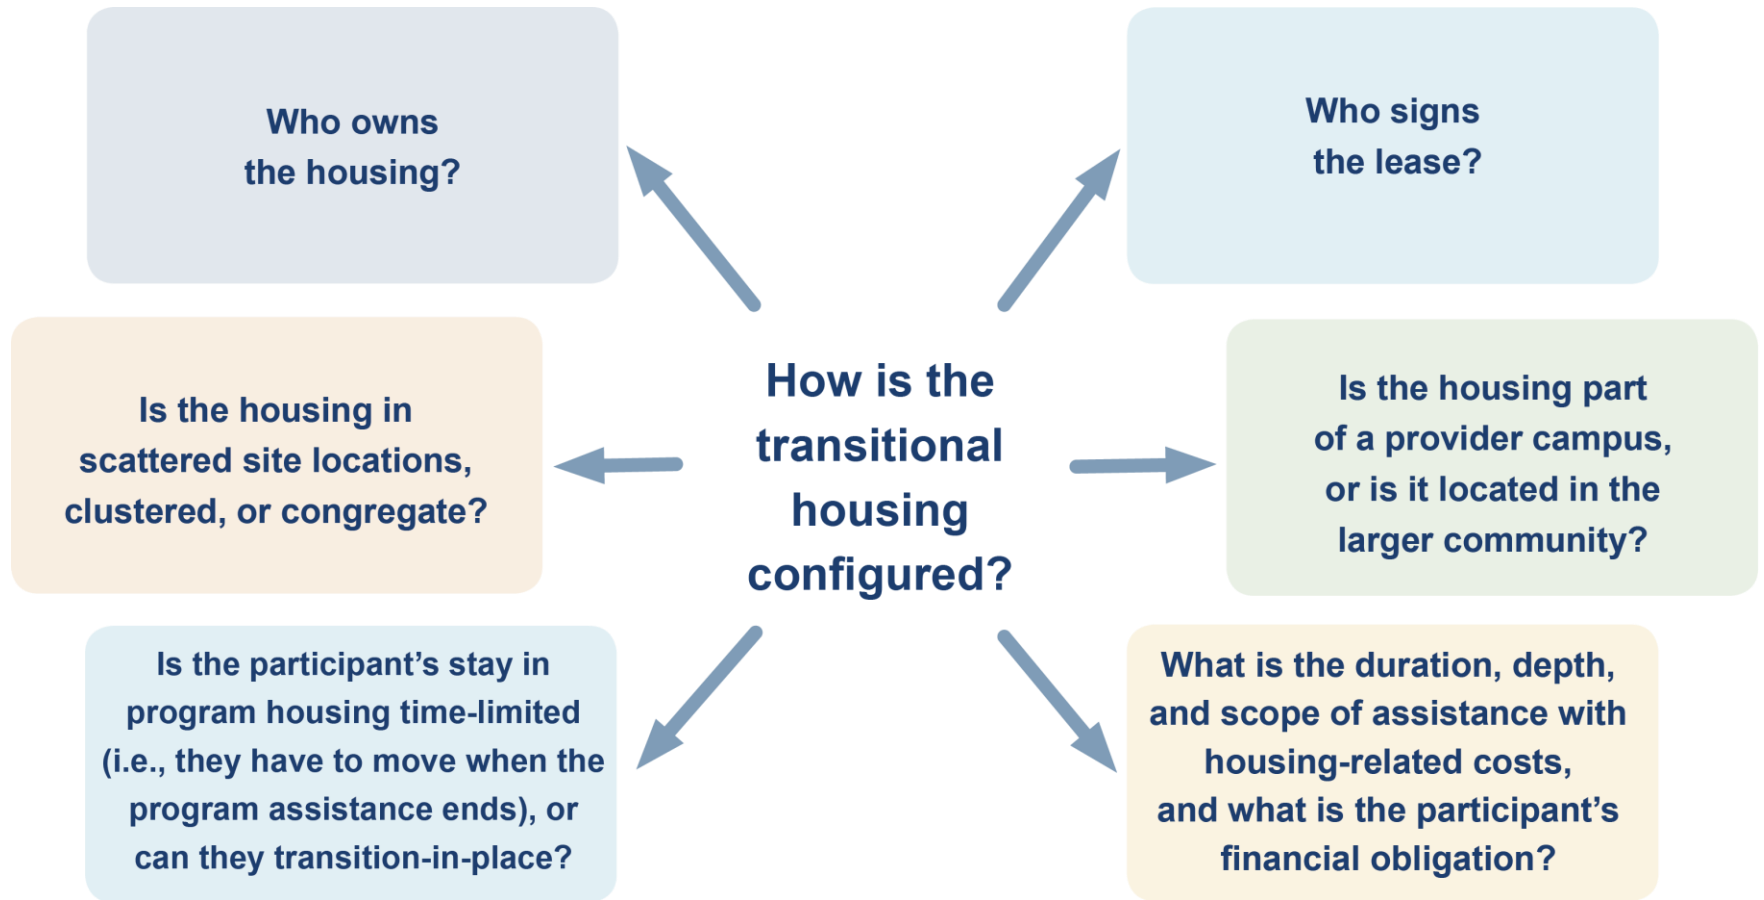 Who owns
the housing?
Who signs
the lease?
Is the housing in
scattered site locations,
clustered, or congregate?
How is the
transitional
housing
configured?
Is the housing part
of a provider campus,
or is it located in the
larger community?
Is the participant’s stay in
program housing time-limited
(i.e., they have to move when the
program assistance ends), or
can they transition-in-place?
What is the duration, depth,
and scope of assistance with
housing-related costs,
and what is the participant’s
financial obligation?